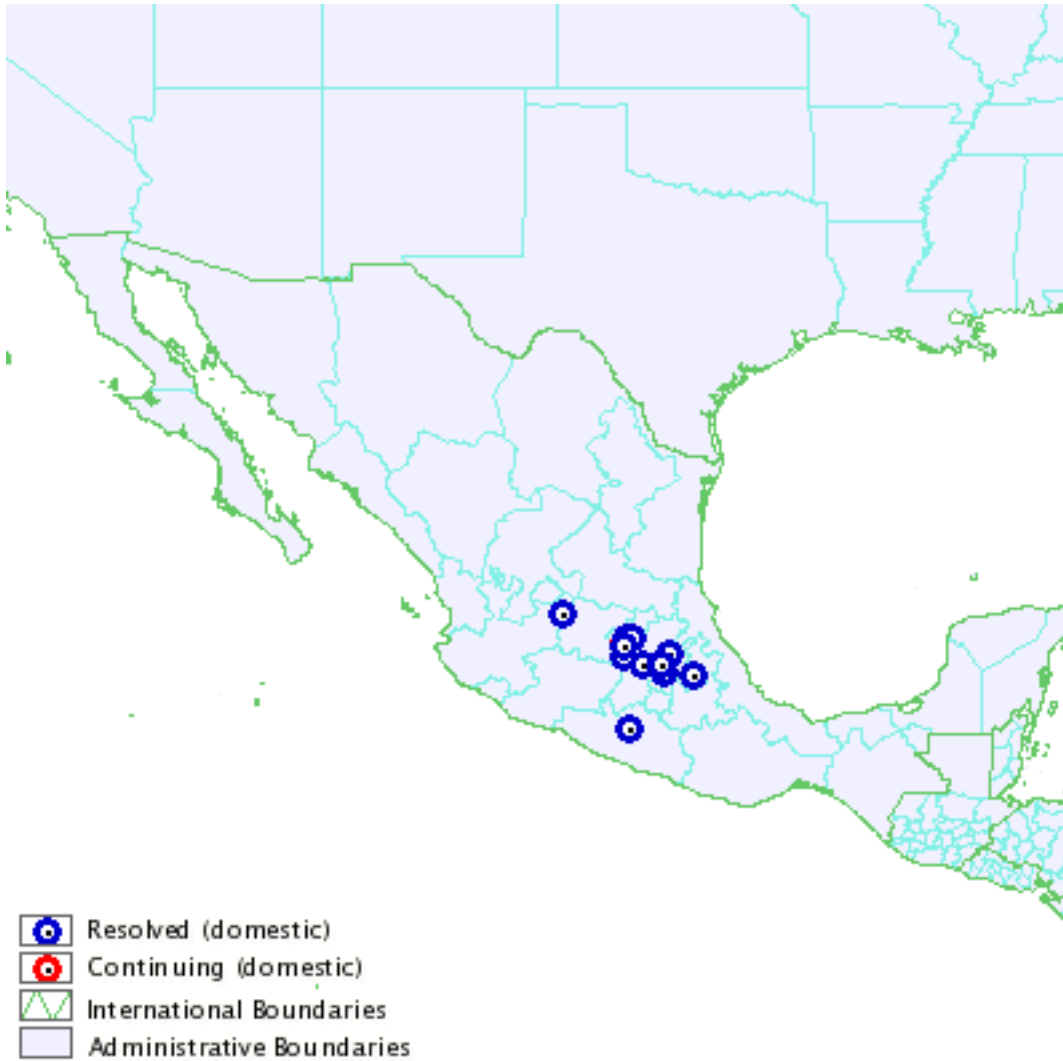 Resolved (domestic)
Continuing (domestic)
International Boundaries
Administrative Boundaries